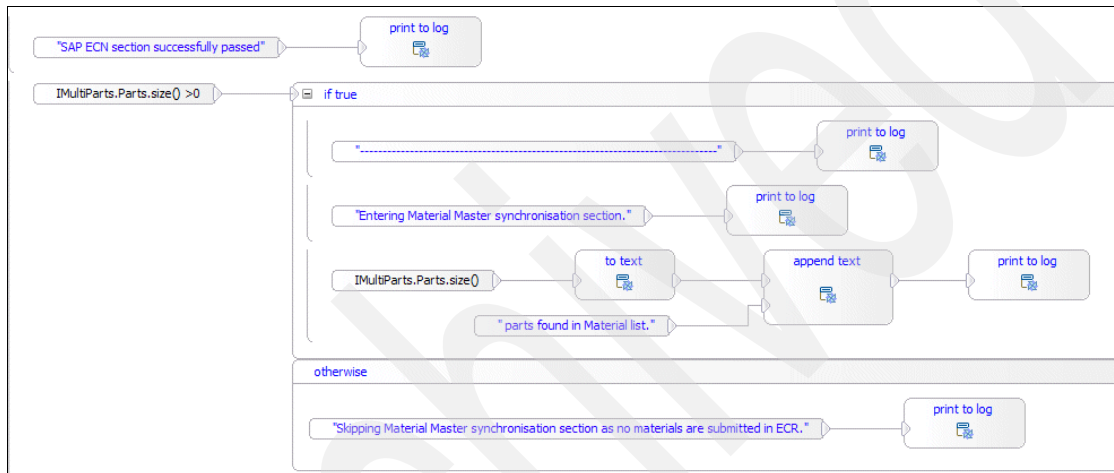 print to log
"SAP ECN section successfully passed"
IMultiParts.Parts.size() >0
if true
print to log
"--------------------------------------------------------------------------------"
print to log
"Entering Material Master synchronisation section."
to text
append text
print to log
IMultiParts.Parts.size()
" parts found in Material list."
otherwise
print to log
"Skipping Material Master synchronisation section as no materials are submitted in ECR."